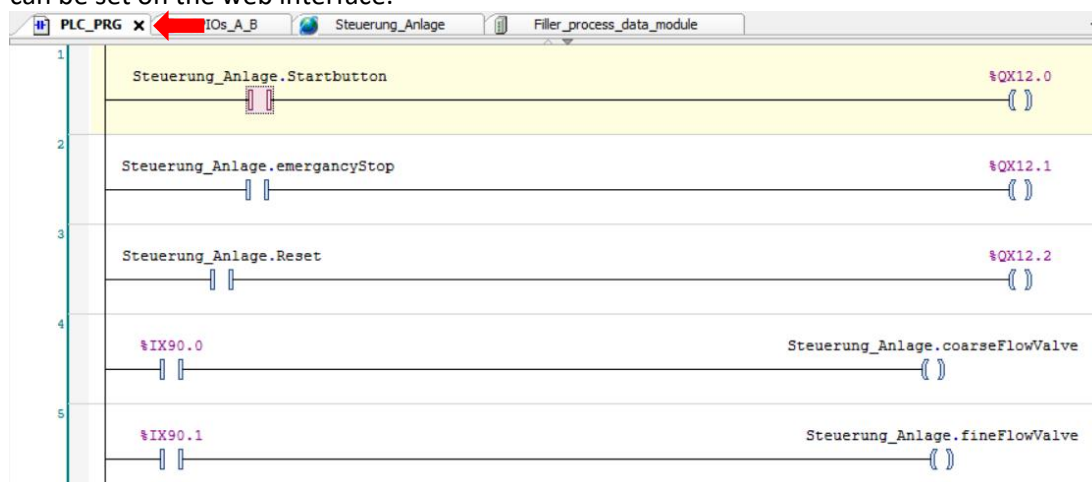 can be set on the web interface.
PLC_PRG X IOs_A_B Steuerung_Anlage Filler_process_data_module
1
Steuerung_Anlage.Startbutton %QX12.0
2
Steuerung_Anlage.emergancyStop %QX12.1
3
Steuerung_Anlage.Reset %QX12.2
4
%IX90.0 Steuerung_Anlage.coarseFlowValve
5
%IX90.1 Steuerung_Anlage.fineFlowValve